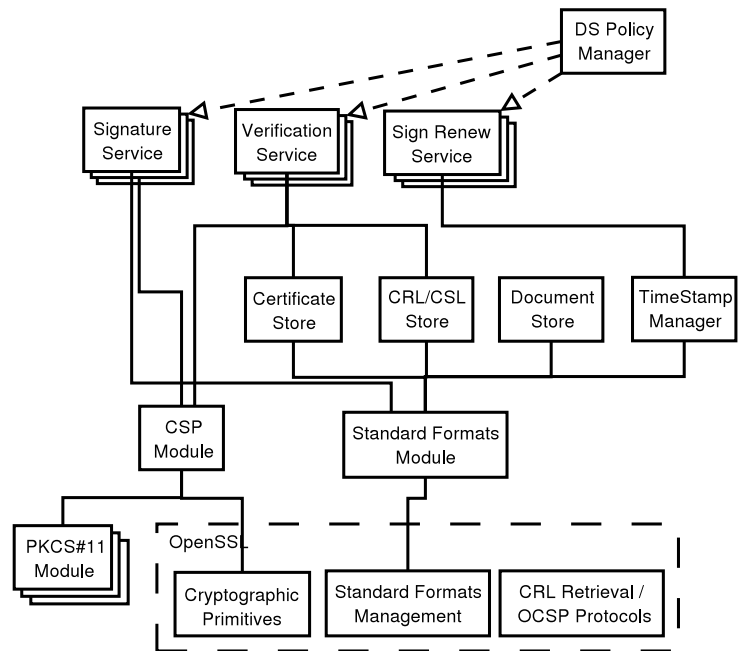 DS Policy
Manager
Signature
Service
Verification
Service
Sign Renew
Service
Certificate
Store
CRL/CSL
Store
Document
Store
TimeStamp
Manager
CSP
Module
Standard Formats
Module
PKCS#11
Module
OpenSSL
Cryptographic
Primitives
Standard Formats
Management
CRL Retrieval /
OCSP Protocols